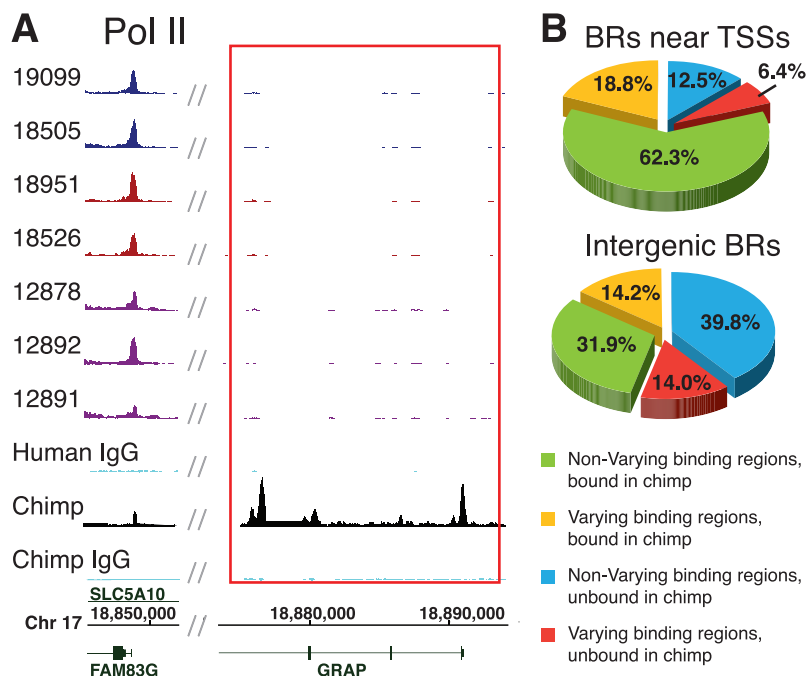 A
Pol II
19099
18505
18951
18526
12878
12892
12891
Human IgG
Chimp
Chimp IgG
SLC5A10
Chr 17
18,850,000
18,880,000
18,890,000
FAM83G
GRAP
B
BRs near TSSs
18.8%
12.5%
6.4%
62.3%
Intergenic BRs
14.2%
39.8%
31.9%
14.0%
Non-Varying binding regions,
bound in chimp
Varying binding regions,
bound in chimp
Non-Varying binding regions,
unbound in chimp
Varying binding regions,
unbound in chimp